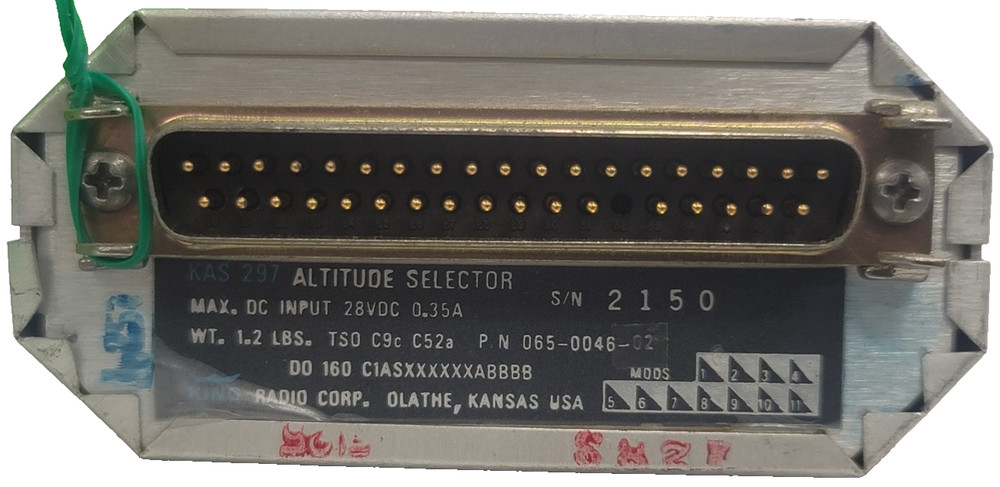 KAS 297 ALTITUDE SELECTOR
S/N 2150
MAX. DC INPUT 28VDC 0.35A
WT. 1.2 LBS. TSO C9c C52a P/N 065-0046-02
DO 160 C1ASXXXXXXABBBB
MODS 1 2 3 4
KING RADIO CORP. OLATHE, KANSAS USA
5 6 7 8 9 10 11